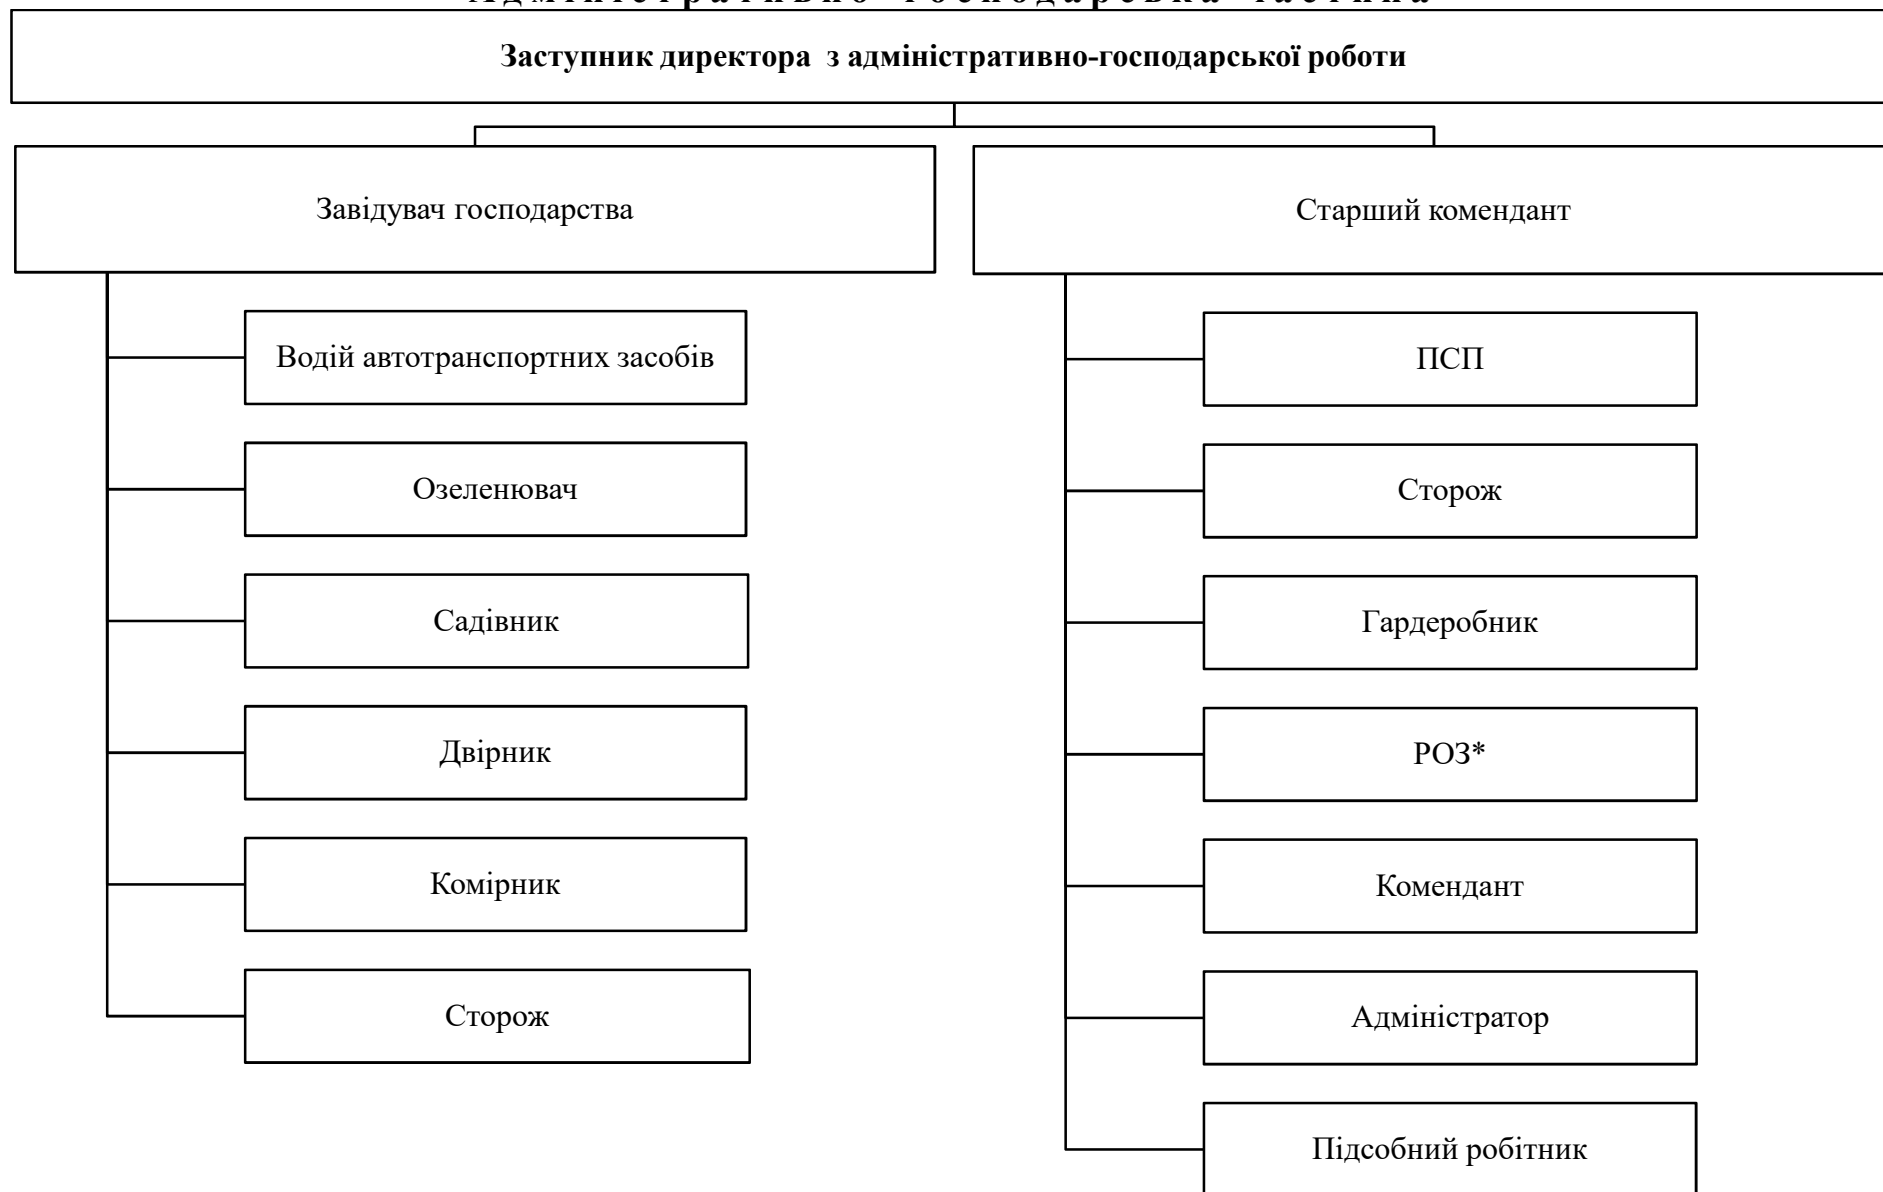 Заступник директора з адміністративно-господарської роботи
Завідувач господарства
Старший комендант
Водій автотранспортних засобів
ПСП
Озеленювач
Сторож
Садівник
Гардеробник
Двірник
РОЗ*
Комірник
Комендант
Сторож
Адміністратор
Підсобний робітник